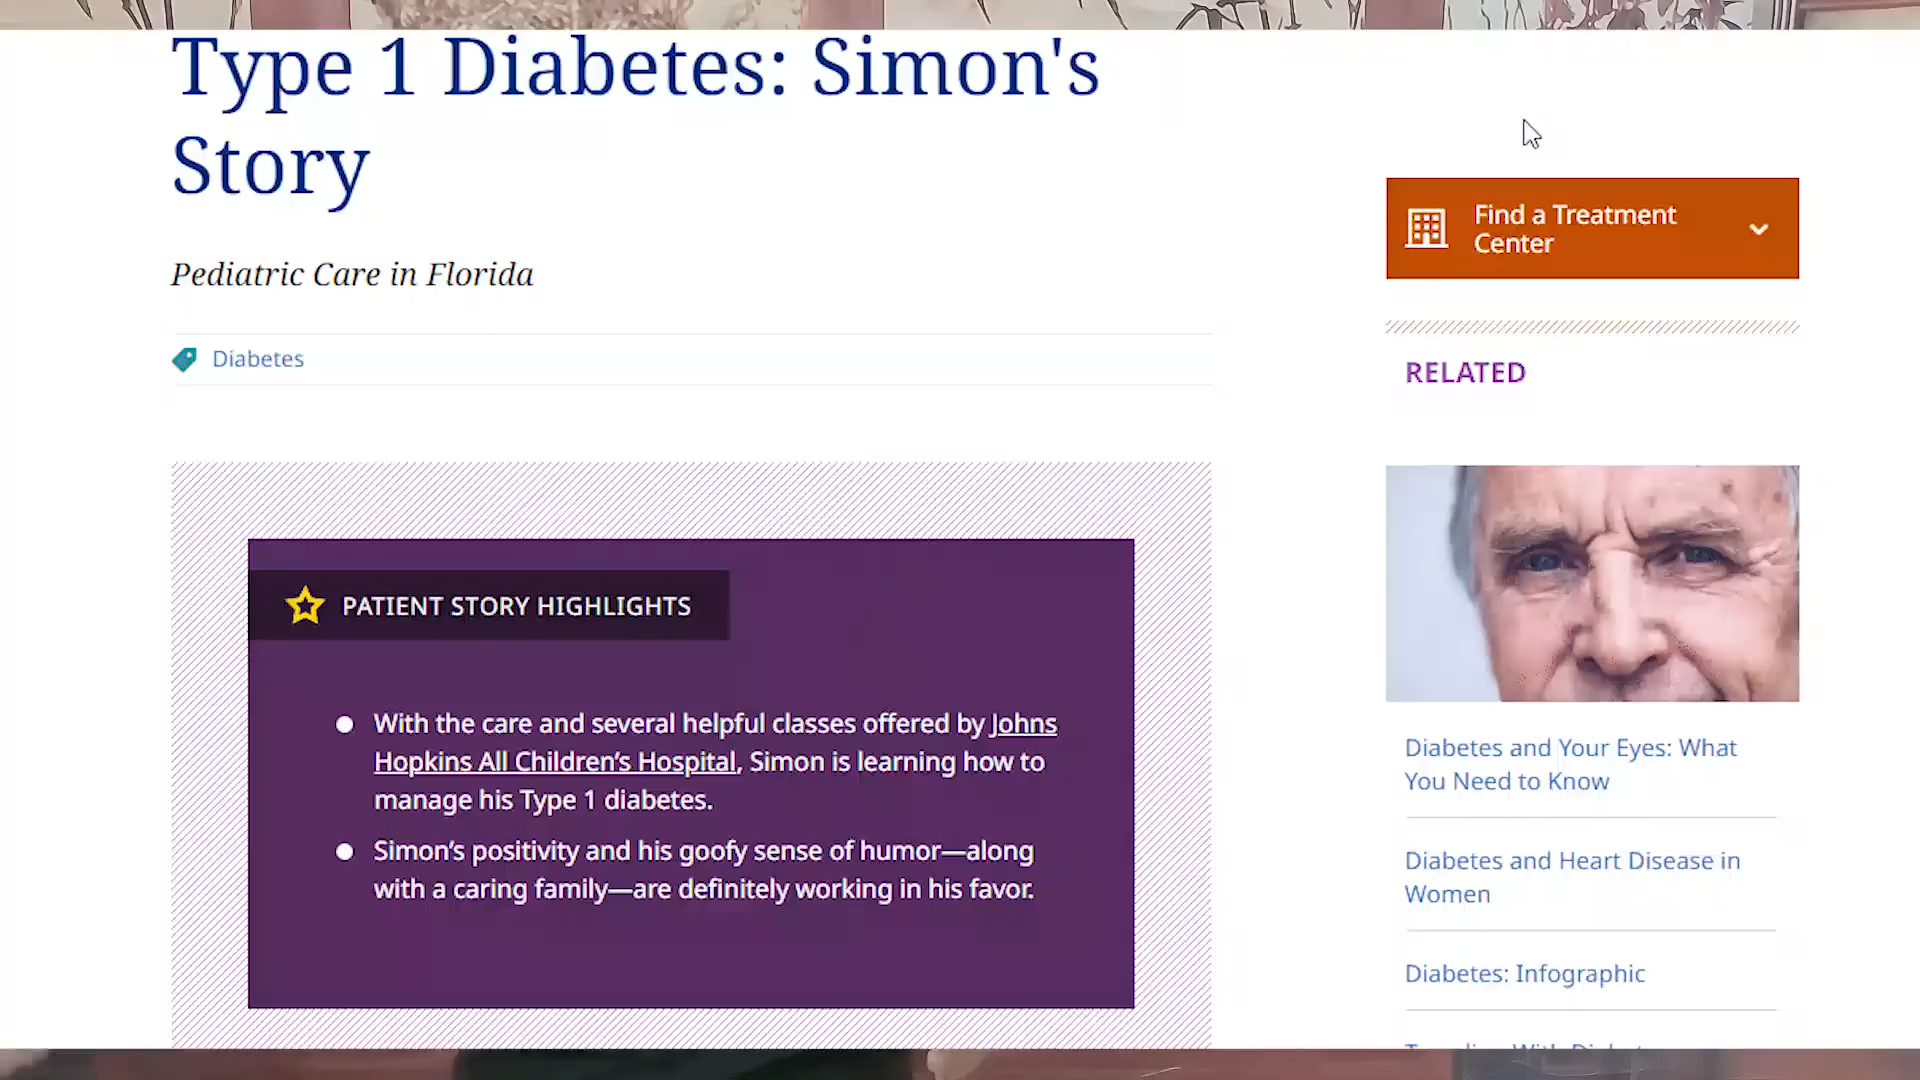 Type 1 Diabetes: Simon's
Story
Pediatric Care in Florida
Diabetes
PATIENT STORY HIGHLIGHTS
With the care and several helpful classes offered by Johns
Hopkins All Children’s Hospital, Simon is learning how to
manage his Type 1 diabetes.
Simon’s positivity and his goofy sense of humor—along
with a caring family—are definitely working in his favor.
Find a Treatment
Center
RELATED
Diabetes and Your Eyes: What
You Need to Know
Diabetes and Heart Disease in
Women
Diabetes: Infographic